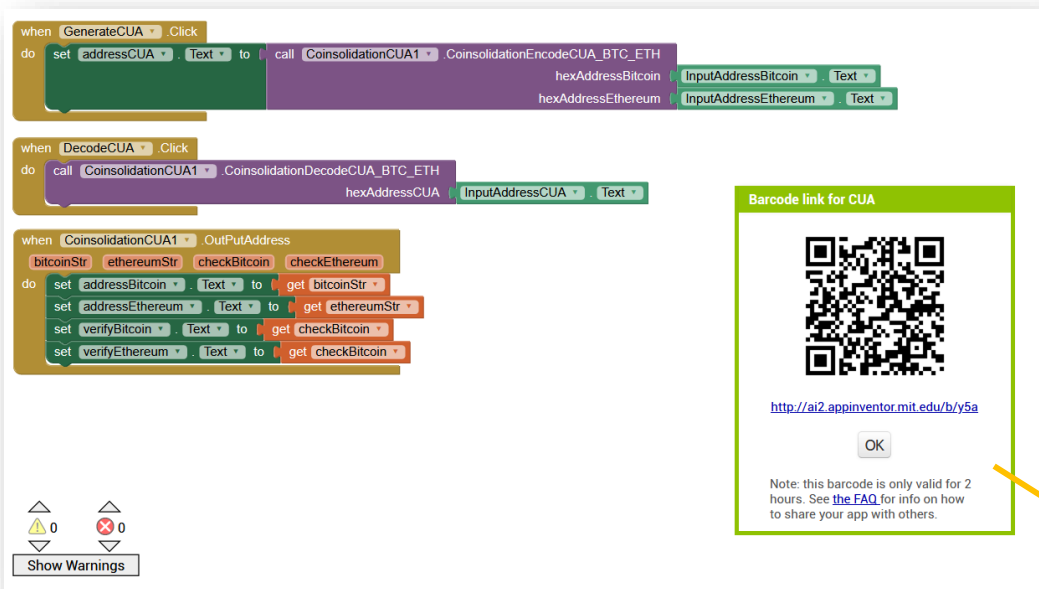 when GenerateCUA .Click
do set addressCUA . Text to call CoinsolidationCUA1 .CoinsolidationEncodeCUA_BTC_ETH
hexAddressBitcoin InputAddressBitcoin . Text
hexAddressEthereum InputAddressEthereum . Text
when DecodeCUA .Click
do call CoinsolidationCUA1 .CoinsolidationDecodeCUA_BTC_ETH
hexAddressCUA InputAddressCUA . Text
when CoinsolidationCUA1 .OutPutAddress
bitcoinStr ethereumStr checkBitcoin checkEthereum
do set addressBitcoin . Text to get bitcoinStr
set addressEthereum . Text to get ethereumStr
set verifyBitcoin . Text to get checkBitcoin
set verifyEthereum . Text to get checkBitcoin
Barcode link for CUA
http://ai2.appinventor.mit.edu/b/y5a
OK
Note: this barcode is only valid for 2
hours. See the FAQ for info on how
to share your app with others.
0 0
Show Warnings